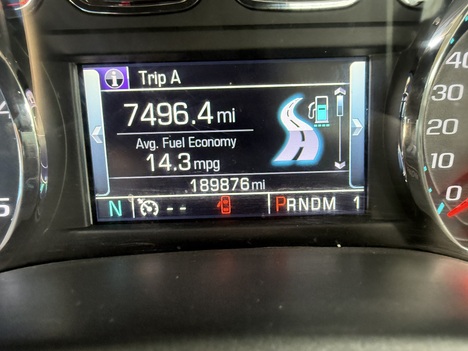 Trip A
7496.4 mi
Avg. Fuel Economy
14.3 mpg
189876 mi
N -- PRNDM 1
5
40
30
20
10
0